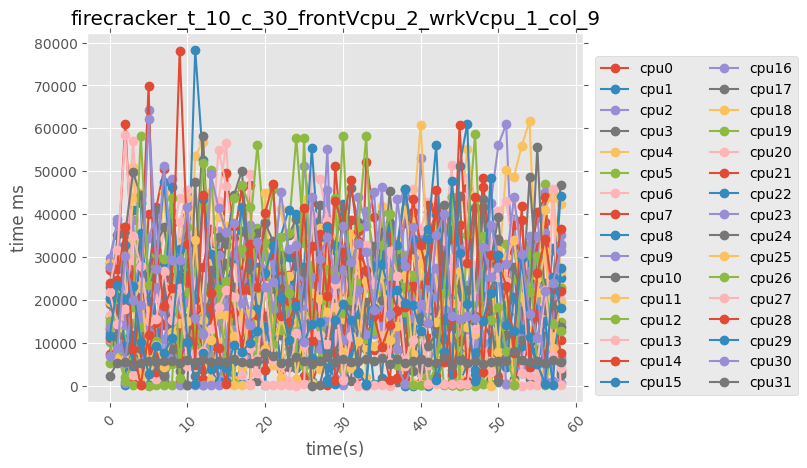 firecracker_t_10_c_30_frontVcpu_2_wrkVcpu_1_col_9
80000
70000
60000
50000
40000
30000
20000
10000
0
time ms
0
10
20
30
40
50
60
time(s)
cpu0
cpu1
cpu2
cpu3
cpu4
cpu5
cpu6
cpu7
cpu8
cpu9
cpu10
cpu11
cpu12
cpu13
cpu14
cpu15
cpu16
cpu17
cpu18
cpu19
cpu20
cpu21
cpu22
cpu23
cpu24
cpu25
cpu26
cpu27
cpu28
cpu29
cpu30
cpu31